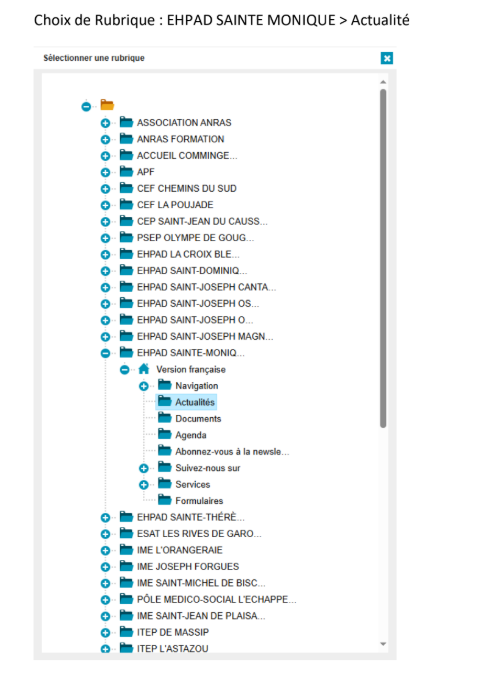 Choix de Rubrique : EHPAD SAINTE MONIQUE > Actualité
Sélectionner une rubrique
ASSOCIATION ANRAS
ANRAS FORMATION
ACCUEIL COMMINGE...
APF
CEF CHEMINS DU SUD
CEF LA POUJADE
CEP SAINT-JEAN DU CAUSS...
PSEP OLYMPE DE GOUG...
EHPAD LA CROIX BLE...
EHPAD SAINT-DOMINIQ...
EHPAD SAINT-JOSEPH CANTA...
EHPAD SAINT-JOSEPH OS...
EHPAD SAINT-JOSEPH O...
EHPAD SAINT-JOSEPH MAGN...
EHPAD SAINTE-MONIQ...
Version française
Navigation
Actualités
Documents
Agenda
Abonnez-vous à la newsle...
Suivez-nous sur
Services
Formulaires
EHPAD SAINTE-THÉRÈ...
ESAT LES RIVES DE GARO...
IME L'ORANGERAIE
IME JOSEPH FORGUES
IME SAINT-MICHEL DE BISC...
PÔLE MEDICO-SOCIAL L'ECHAPPE...
IME SAINT-JEAN DE PLAISA...
ITEP DE MASSIP
ITEP L'ASTAZOU